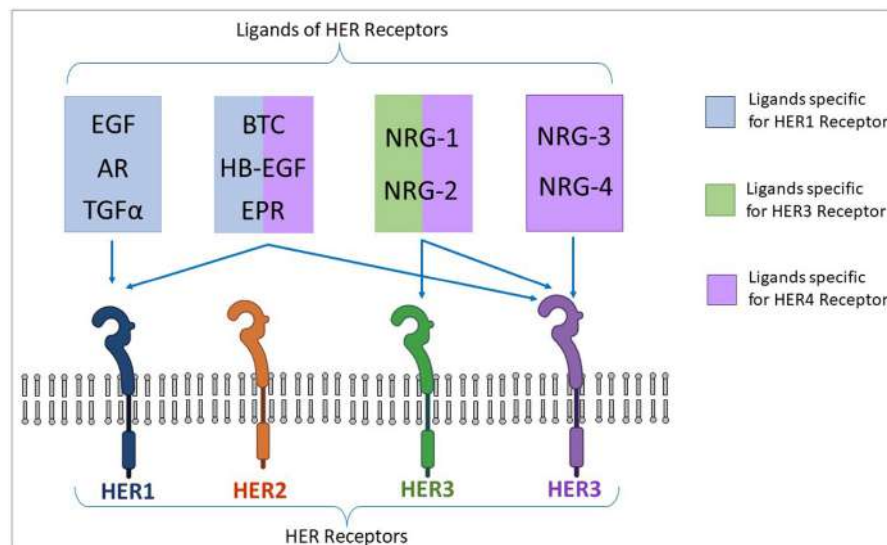 Ligands of HER Receptors
EGF
AR
TGFα
BTC
HB-EGF
EPR
NRG-1
NRG-2
NRG-3
NRG-4
Ligands specific
for HER1 Receptor
Ligands specific
for HER3 Receptor
Ligands specific
for HER4 Receptor
HER1
HER2
HER3
HER3
HER Receptors